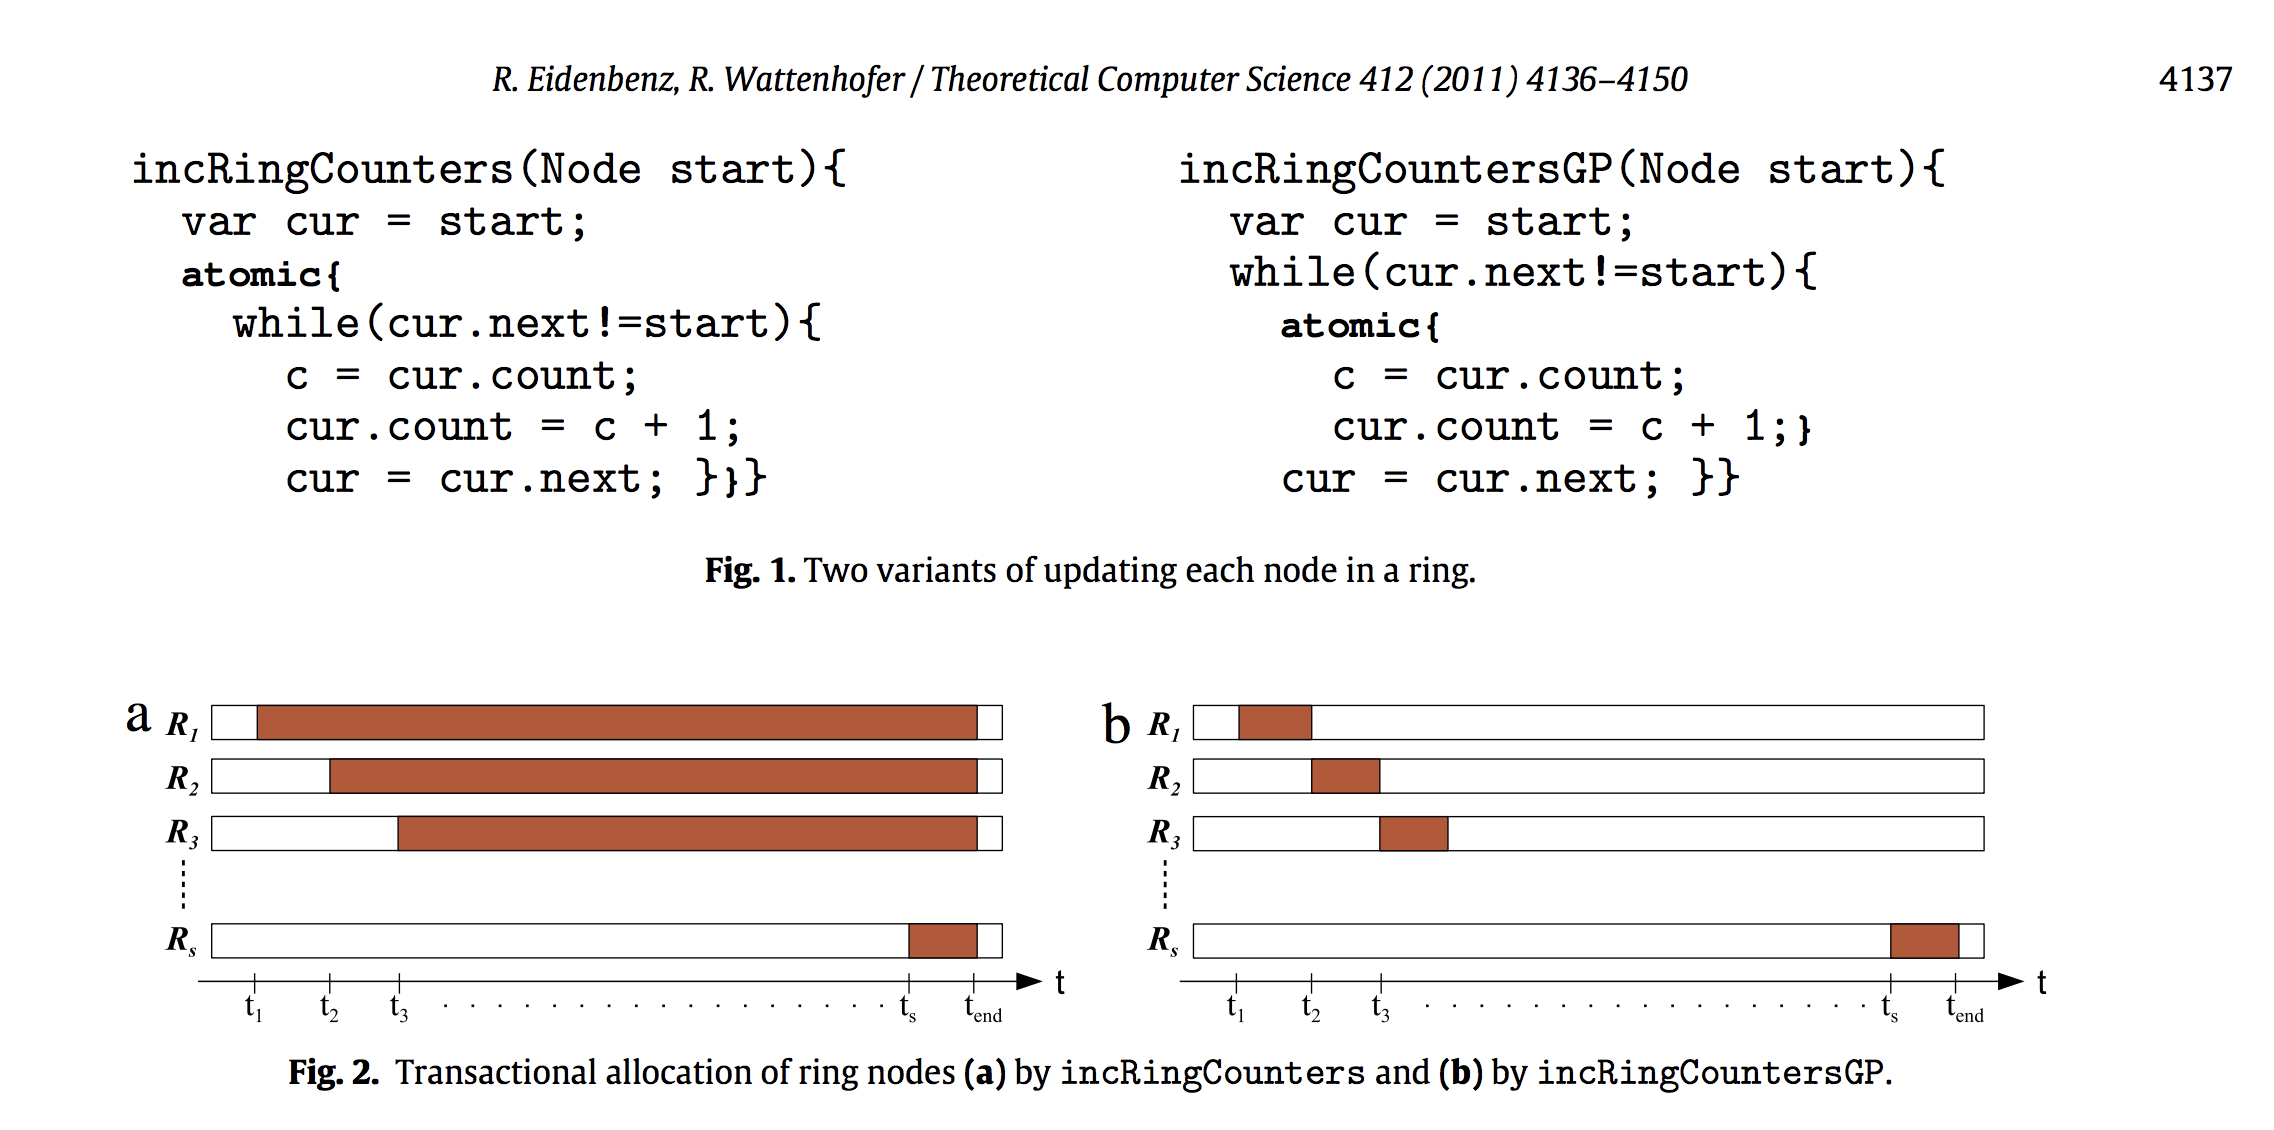 R. Eidenbenz, R. Wattenhofer / Theoretical Computer Science 412 (2011) 4136–4150
4137
incRingCounters(Node start){
var cur = start;
atomic{
while(cur.next!=start){
c = cur.count;
cur.count = c + 1;
cur = cur.next; }}}
incRingCountersGP(Node start){
var cur = start;
while(cur.next!=start){
atomic{
c = cur.count;
cur.count = c + 1;}
cur = cur.next; }}
Fig. 1. Two variants of updating each node in a ring.
a
R1
R2
R3
Rs
t1 t2 t3 . . . . . . . . . . . . . . . . . ts tend
t
b
R1
R2
R3
Rs
t1 t2 t3 . . . . . . . . . . . . . . . . . ts tend
t
Fig. 2. Transactional allocation of ring nodes (a) by incRingCounters and (b) by incRingCountersGP.